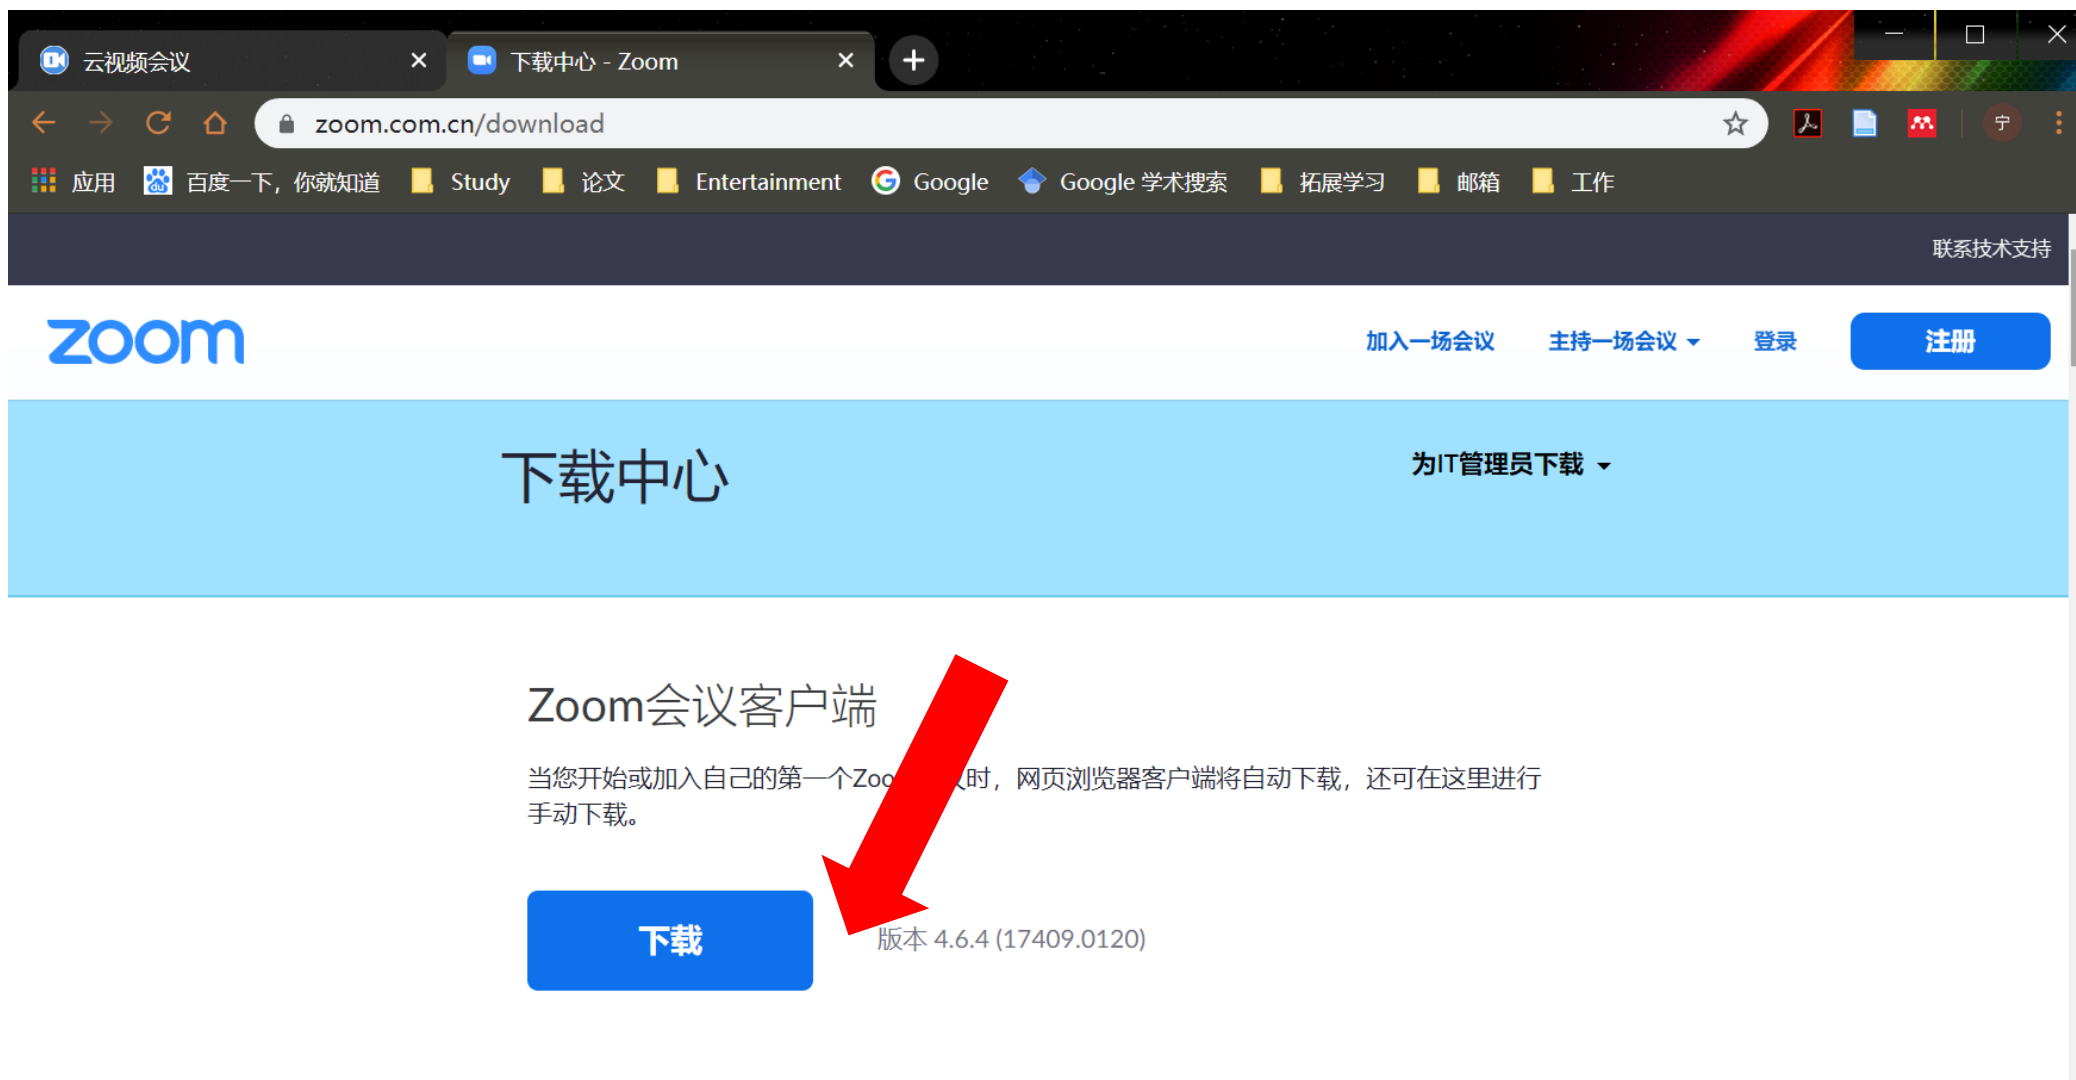 云视频会议
下载中心 - Zoom
zoom.com.cn/download
宁
应用
百度一下，你就知道
Study
论文
Entertainment
Google
Google 学术搜索
拓展学习
邮箱
工作
联系技术支持
zoom
加入一场会议
主持一场会议
登录
注册
下载中心
为IT管理员下载
Zoom会议客户端
当您开始或加入自己的第一个Zoo 时，网页浏览器客户端将自动下载，还可在这里进行
手动下载。
下载
版本 4.6.4 (17409.0120)